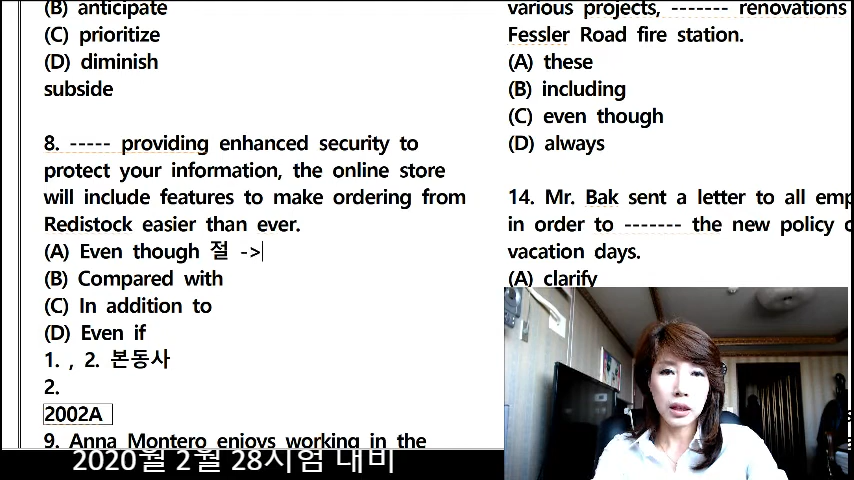 (B) anticipate
(C) prioritize
(D) diminish
subside
8. ----- providing enhanced security to
protect your information, the online store
will include features to make ordering from
Redistock easier than ever.
(A) Even though 절 ->
(B) Compared with
(C) In addition to
(D) Even if
1. , 2. 본동사
2.
2002A
9. Anna Montero enjoys working in the
various projects, ------- renovations
Fessler Road fire station.
(A) these
(B) including
(C) even though
(D) always
14. Mr. Bak sent a letter to all emp
in order to ------- the new policy o
vacation days.
(A) clarify
2020월 2월 28시험 대비